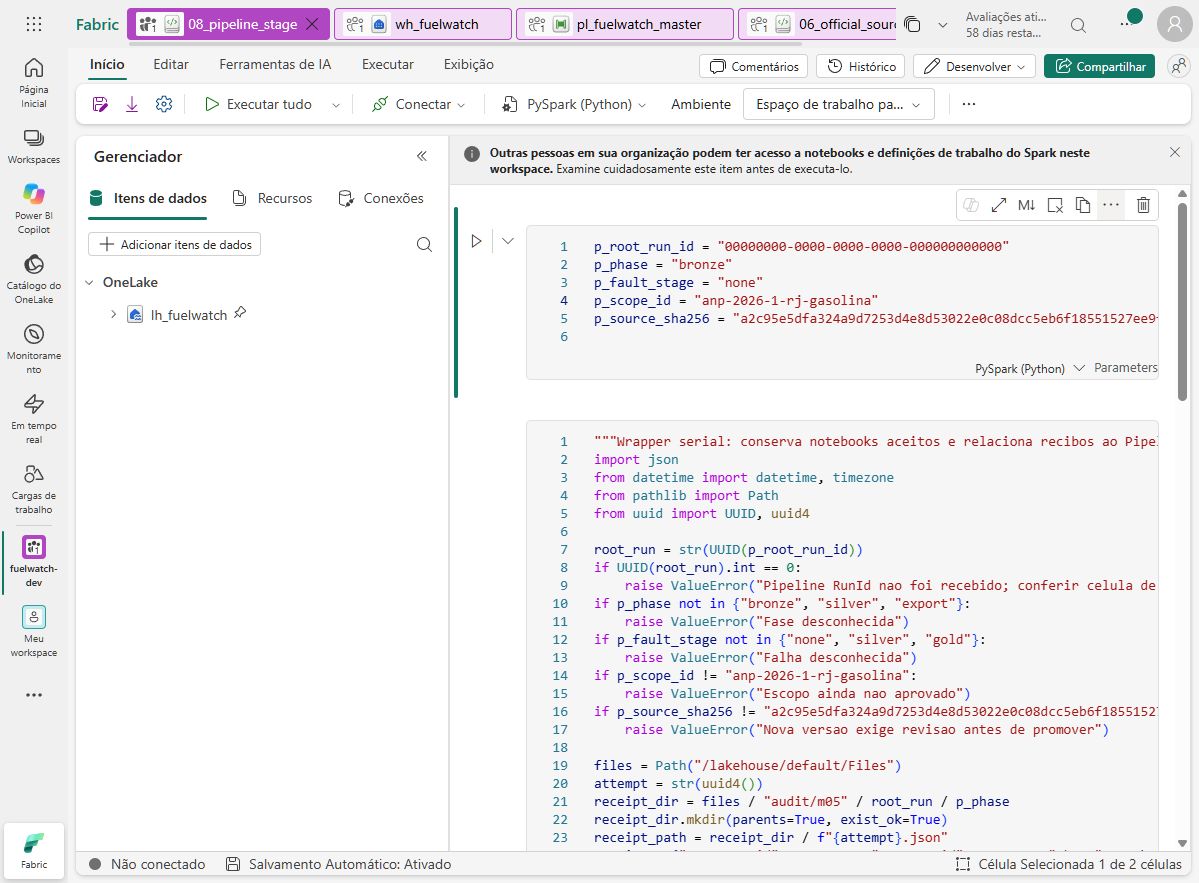 Fabric
08_pipeline_stage
wh_fuelwatch
pl_fuelwatch_master
06_official_sour
Avaliações ati...
58 dias resta...
Início
Editar
Ferramentas de IA
Executar
Exibição
Comentários
Histórico
Desenvolver
Compartilhar
Executar tudo
Conectar
PySpark (Python)
Ambiente
Espaço de trabalho pa...
Página
Inicial
Workspaces
Power BI
Copilot
Catálogo do
OneLake
Monitorame
nto
Em tempo
real
Cargas de
trabalho
fuelwatch-
dev
Meu
workspace
Fabric
Gerenciador
Itens de dados
Recursos
Conexões
Adicionar itens de dados
OneLake
lh_fuelwatch
Outras pessoas em sua organização podem ter acesso a notebooks e definições de trabalho do Spark neste
workspace. Examine cuidadosamente este item antes de executa-lo.
M↓
1 p_root_run_id = "00000000-0000-0000-0000-000000000000"
2 p_phase = "bronze"
3 p_fault_stage = "none"
4 p_scope_id = "anp-2026-1-rj-gasolina"
5 p_source_sha256 = "a2c95e5dfa324a9d7253d4e8d53022e0c08dcc5eb6f18551527ee9
6
PySpark (Python)
Parameters
1 """Wrapper serial: conserva notebooks aceitos e relaciona recibos ao Pipe
2 import json
3 from datetime import datetime, timezone
4 from pathlib import Path
5 from uuid import UUID, uuid4
6
7 root_run = str(UUID(p_root_run_id))
8 if UUID(root_run).int == 0:
9     raise ValueError("Pipeline RunId nao foi recebido; conferir celula de
10 if p_phase not in {"bronze", "silver", "export"}:
11     raise ValueError("Fase desconhecida")
12 if p_fault_stage not in {"none", "silver", "gold"}:
13     raise ValueError("Falha desconhecida")
14 if p_scope_id != "anp-2026-1-rj-gasolina":
15     raise ValueError("Escopo ainda nao aprovado")
16 if p_source_sha256 != "a2c95e5dfa324a9d7253d4e8d53022e0c08dcc5eb6f1855152
17     raise ValueError("Nova versao exige revisao antes de promover")
18
19 files = Path("/lakehouse/default/Files")
20 attempt = str(uuid4())
21 receipt_dir = files / "audit/m05" / root_run / p_phase
22 receipt_dir.mkdir(parents=True, exist_ok=True)
23 receipt_path = receipt_dir / f"{attempt}.json"
Não conectado
Salvamento Automático: Ativado
Célula Selecionada 1 de 2 células